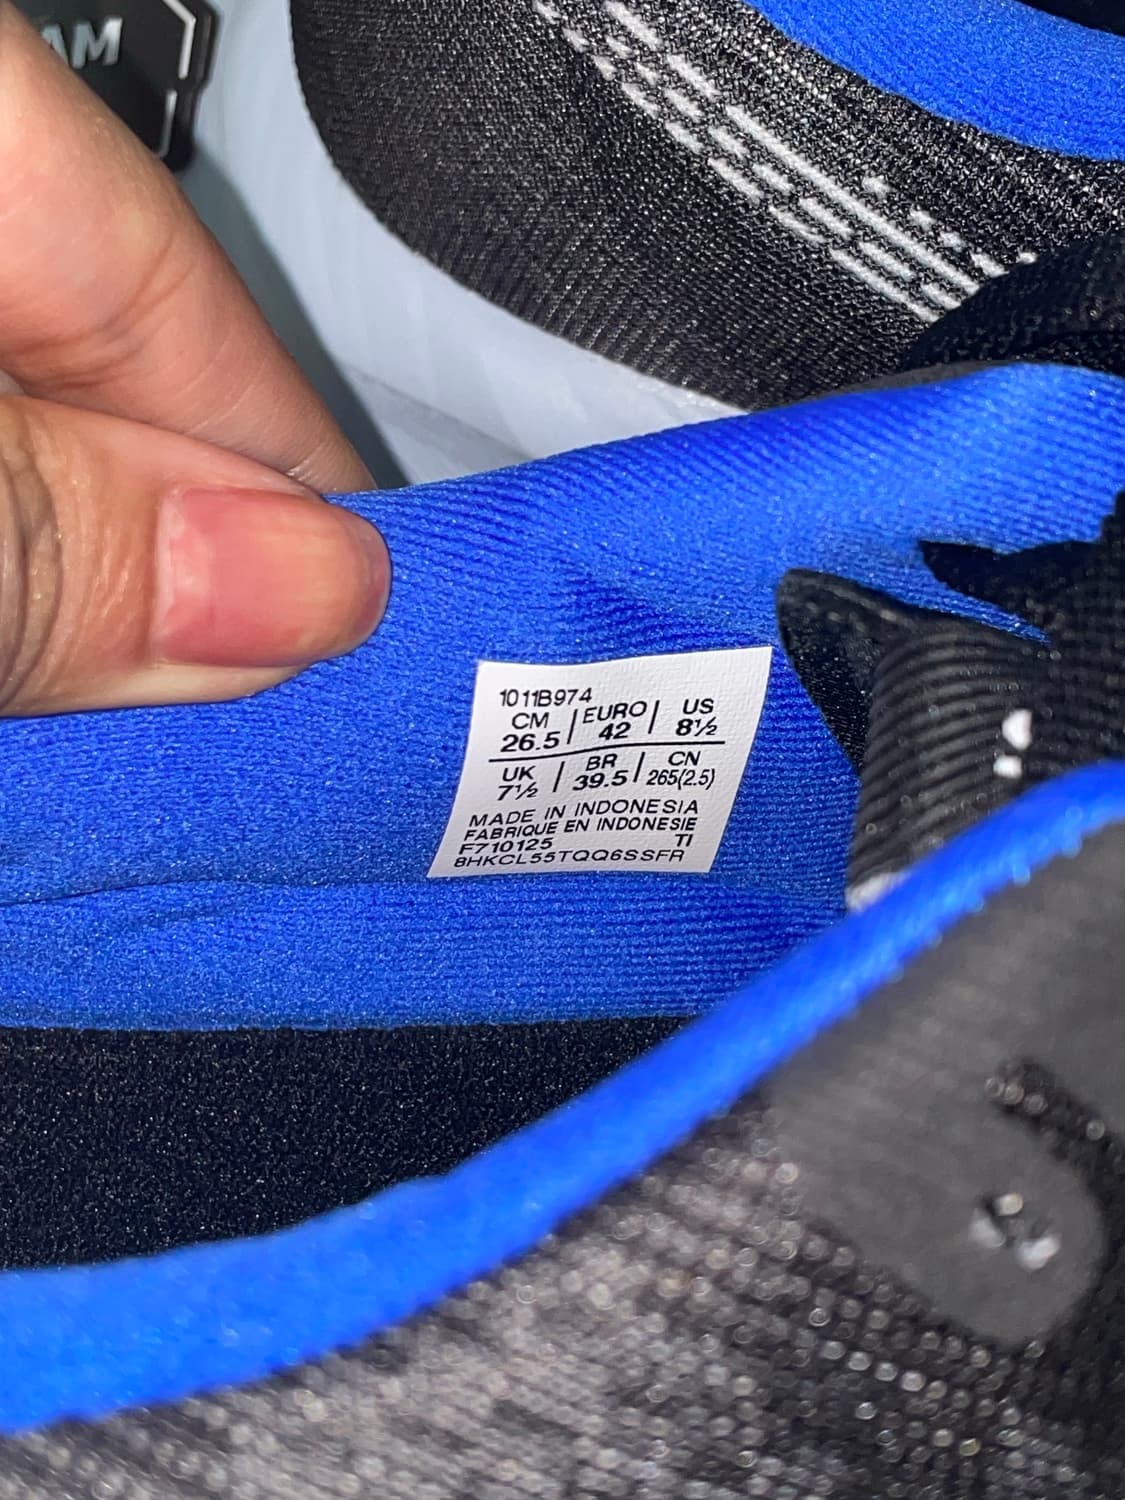 AM
1011B974
CM | EURO | US
26.5 | 42 | 8½
UK | BR | CN
7½ | 39.5 | 265(2.5)
MADE IN INDONESIA
FABRIQUE EN INDONESIE
F710125 TI
8HKCL55TQQ6SSFR